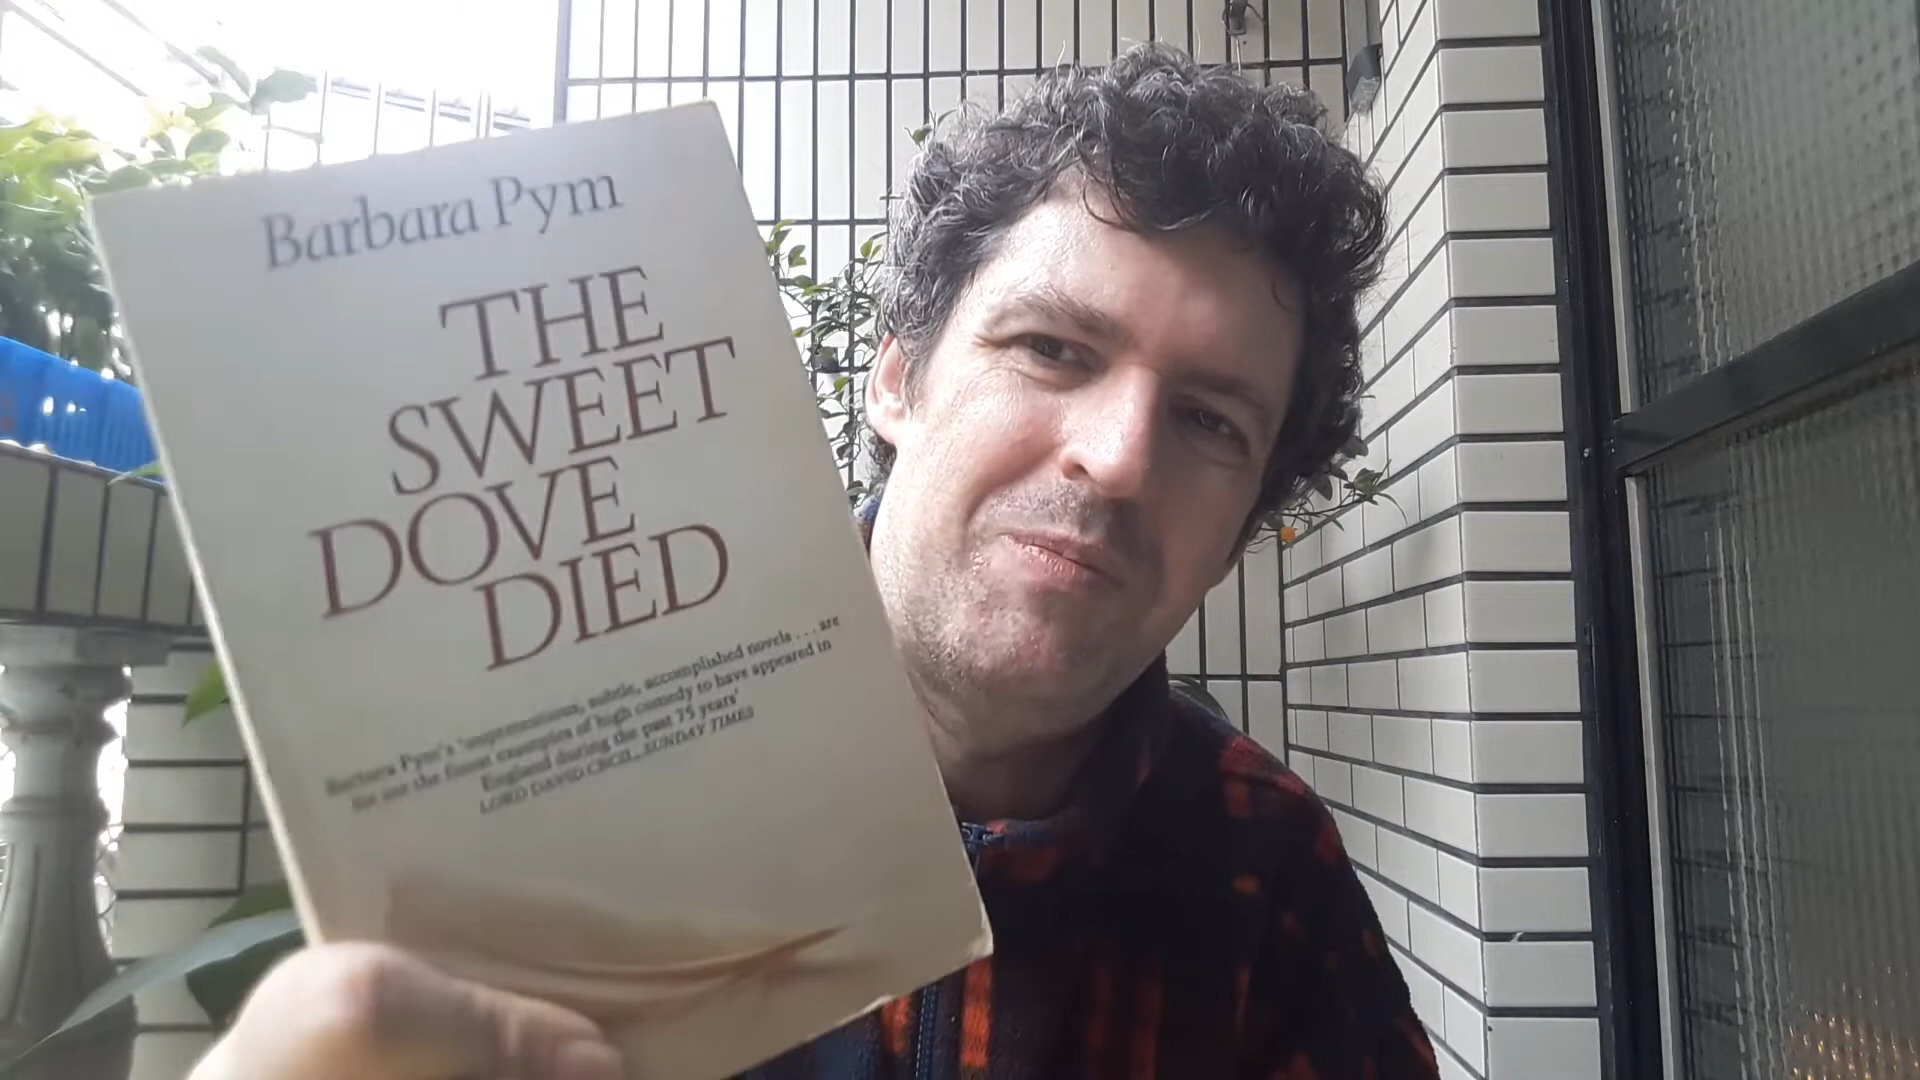 Barbara Pym
THE
SWEET
DOVE
DIED
Barbara Pym's 'unpretentious, subtle, accomplished novels ... are
for me the finest examples of high comedy to have appeared in
England during the past 75 years'
LORD DAVID CECIL, SUNDAY TIMES